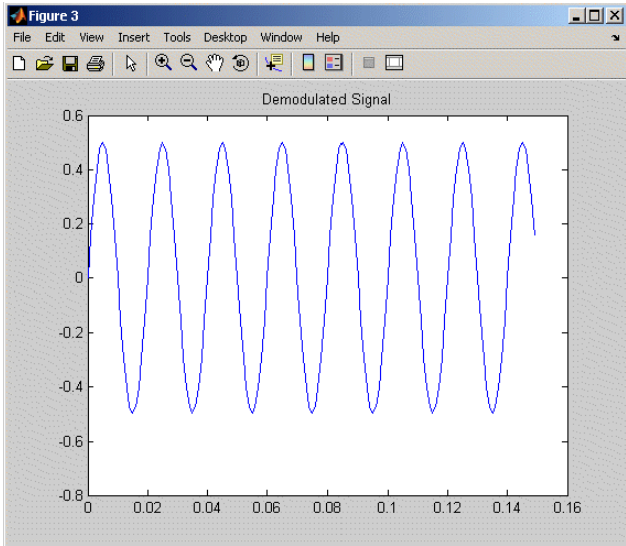 Figure 3
File Edit View Insert Tools Desktop Window Help
Demodulated Signal
0.6
0.4
0.2
0
-0.2
-0.4
-0.6
-0.8
0 0.02 0.04 0.06 0.08 0.1 0.12 0.14 0.16